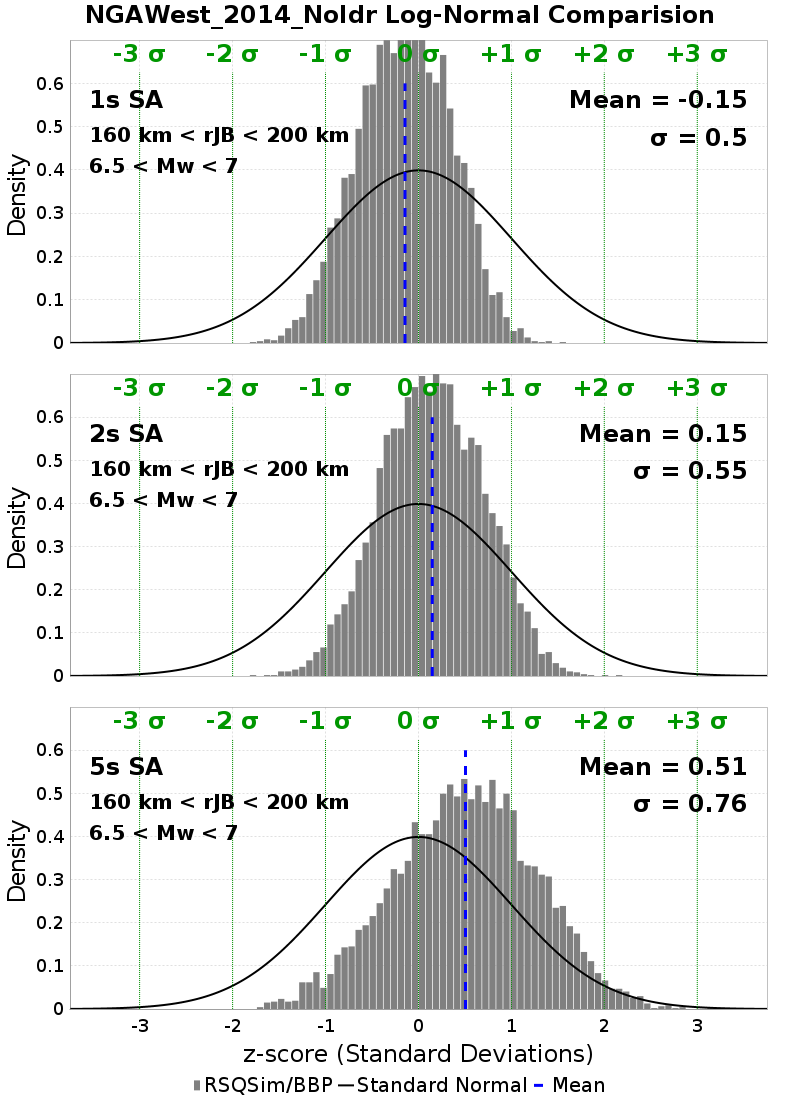 NGAWest_2014_NoIdr Log-Normal Comparision
-3 σ -2 σ -1 σ 0 σ +1 σ +2 σ +3 σ
0.6
1s SA Mean = -0.15
0.5
160 km < rJB < 200 km σ = 0.5
0.4
6.5 < Mw < 7
Density
0.3
0.2
0.1
0
-3 σ -2 σ -1 σ 0 σ +1 σ +2 σ +3 σ
0.6
2s SA Mean = 0.15
0.5
160 km < rJB < 200 km σ = 0.55
0.4
6.5 < Mw < 7
Density
0.3
0.2
0.1
0
-3 σ -2 σ -1 σ 0 σ +1 σ +2 σ +3 σ
0.6
5s SA Mean = 0.51
0.5
160 km < rJB < 200 km σ = 0.76
0.4
6.5 < Mw < 7
Density
0.3
0.2
0.1
0
-3 -2 -1 0 1 2 3
z-score (Standard Deviations)
RSQSim/BBP Standard Normal Mean